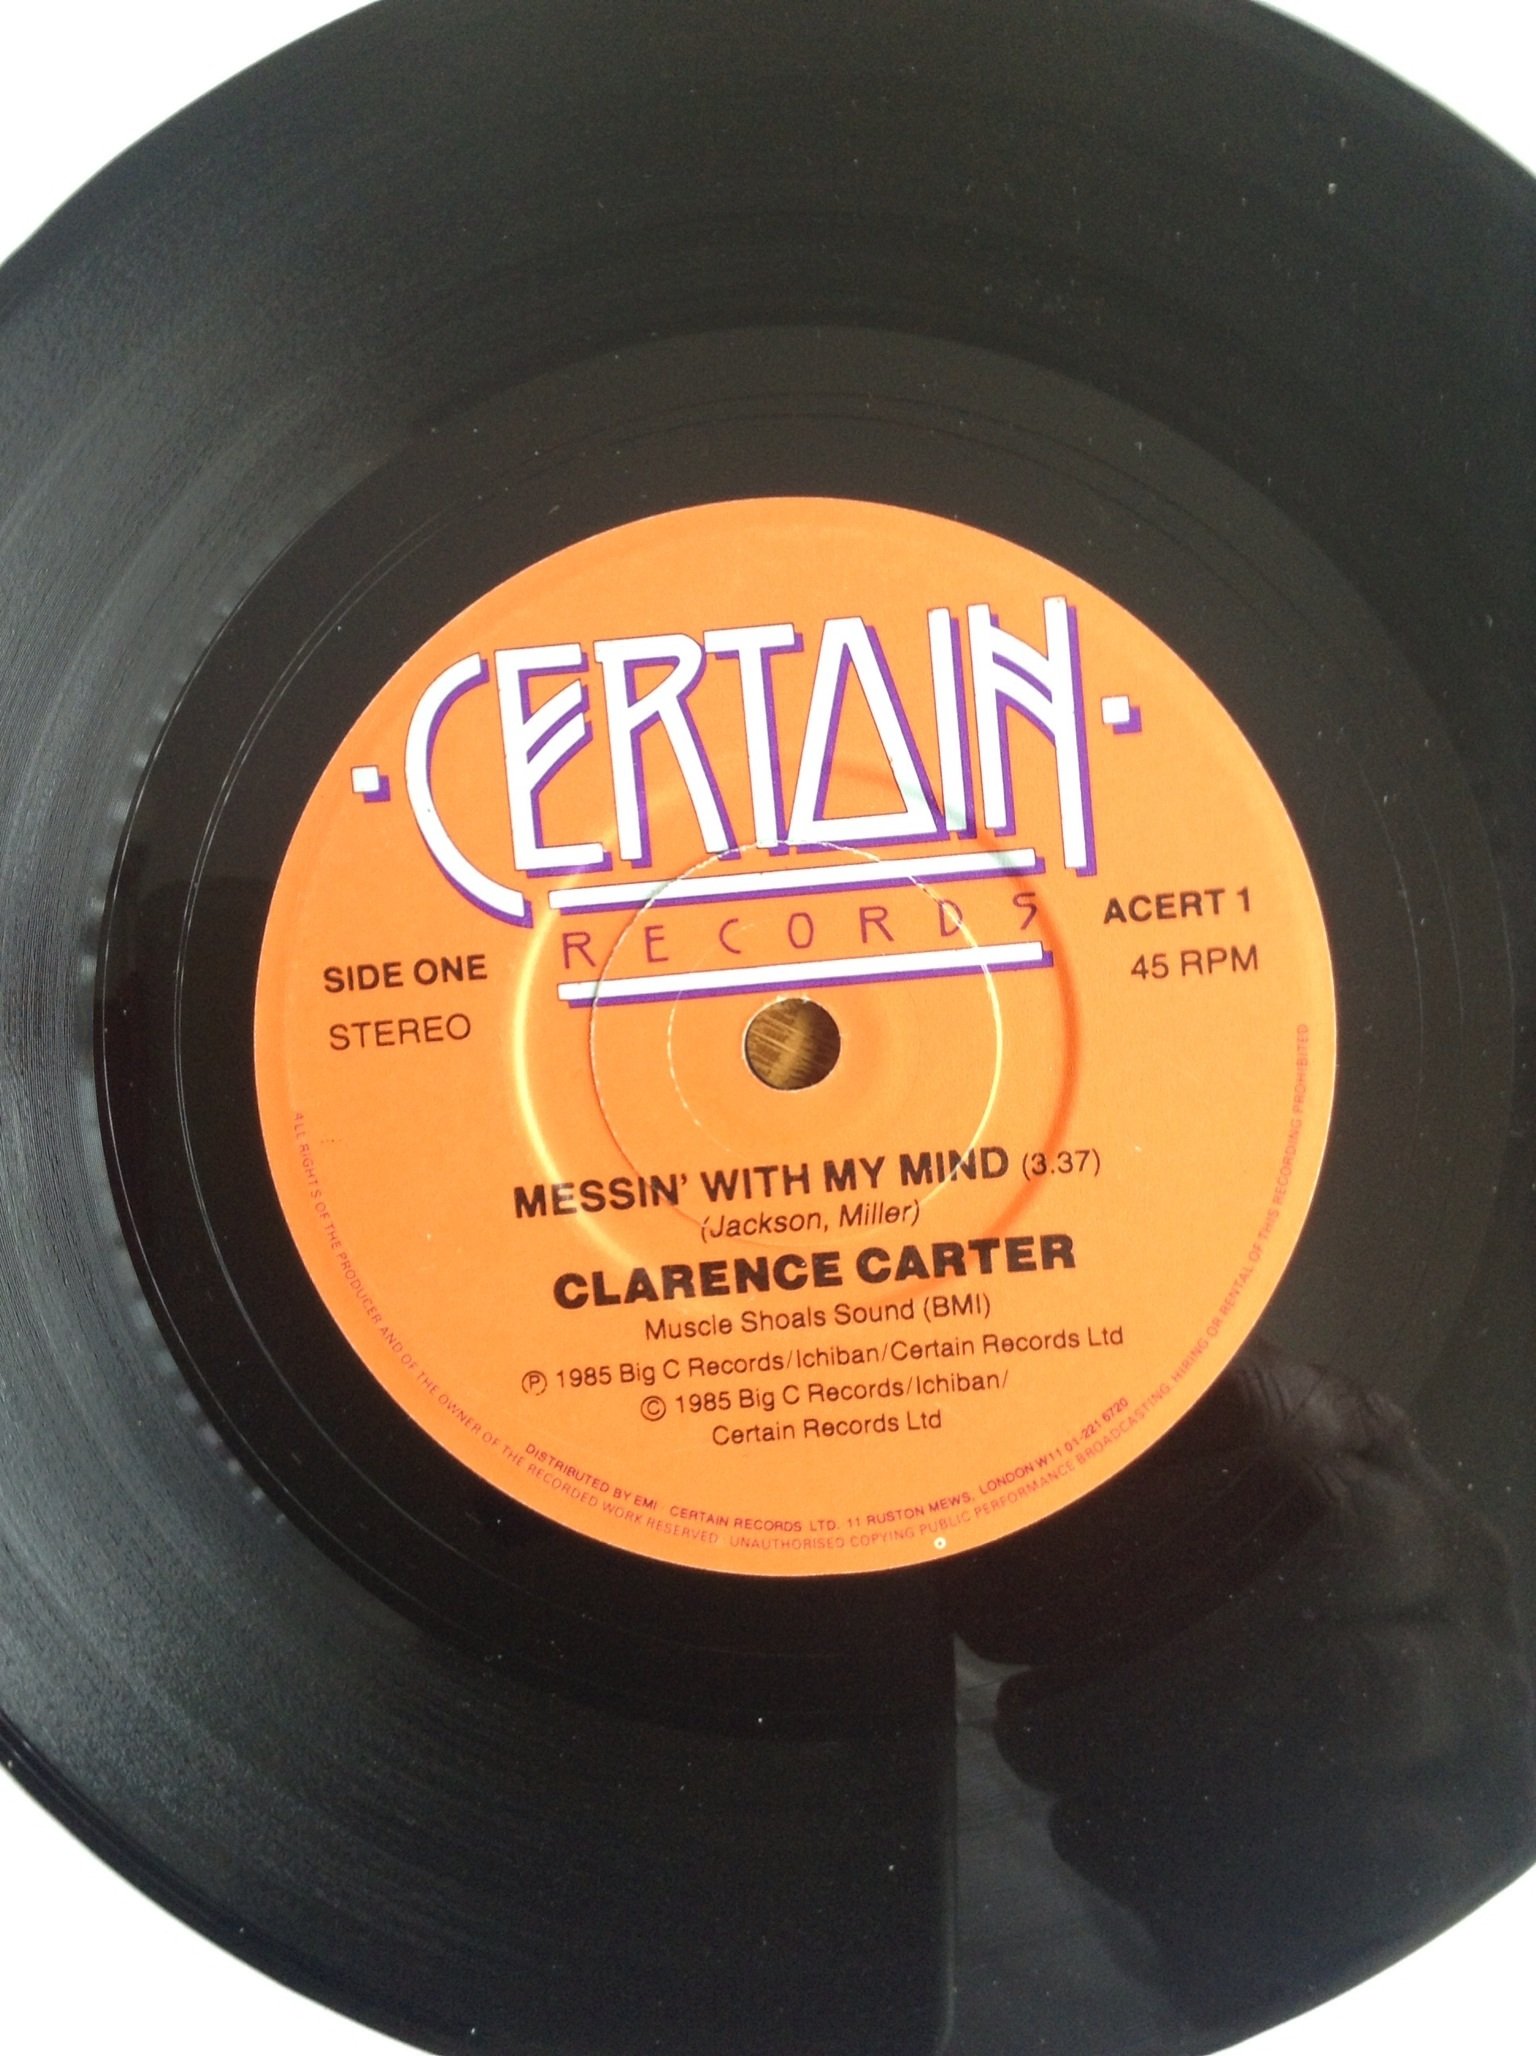 ·CERTAIN·
RECORDS
SIDE ONE
STEREO
ACERT 1
45 RPM
MESSIN' WITH MY MIND (3.37)
(Jackson, Miller)
CLARENCE CARTER
Muscle Shoals Sound (BMI)
Ⓟ 1985 Big C Records/Ichiban/Certain Records Ltd
© 1985 Big C Records/Ichiban/
Certain Records Ltd
DISTRIBUTED BY EMI · CERTAIN RECORDS LTD. 11 RUSTON MEWS, LONDON W11 01-221 6720
ALL RIGHTS OF THE PRODUCER AND OF THE OWNER OF THE RECORDED WORK RESERVED · UNAUTHORISED COPYING PUBLIC PERFORMANCE BROADCASTING HIRING OR RENTAL OF THIS RECORDING PROHIBITED